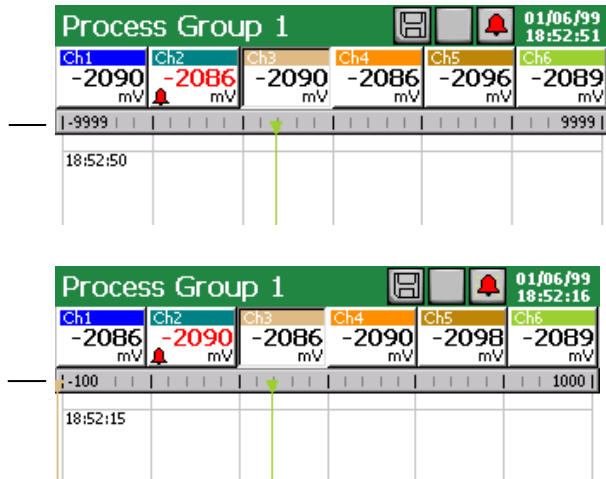 Process Group 1 01/06/99
18:52:51
Ch1 Ch2 Ch3 Ch4 Ch5 Ch6
-2090 -2086 -2090 -2086 -2096 -2089
mV mV mV mV mV mV
-9999 9999
18:52:50
Process Group 1 01/06/99
18:52:16
Ch1 Ch2 Ch3 Ch4 Ch5 Ch6
-2086 -2090 -2086 -2090 -2098 -2089
mV mV mV mV mV mV
-100 1000
18:52:15